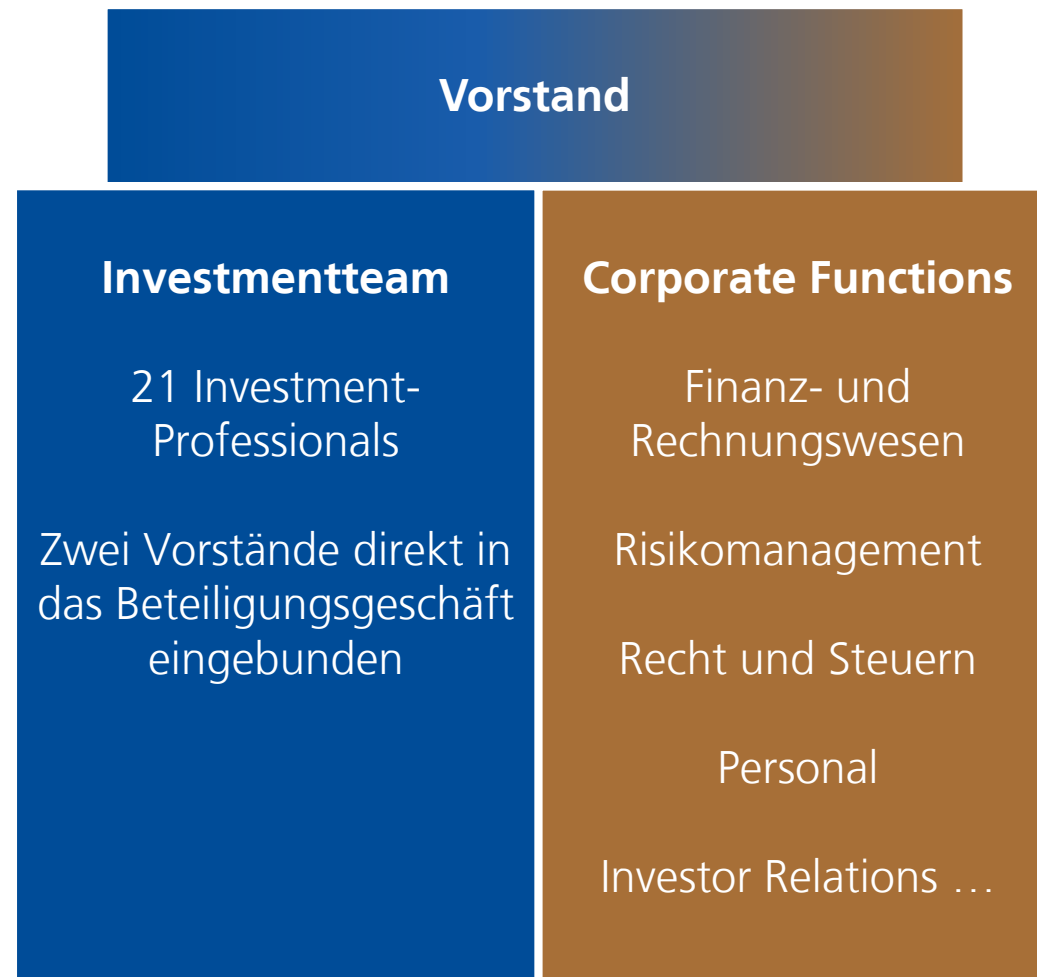 Vorstand
Investmentteam
21 Investment-
Professionals
Zwei Vorstände direkt in
das Beteiligungsgeschäft
eingebunden
Corporate Functions
Finanz- und
Rechnungswesen
Risikomanagement
Recht und Steuern
Personal
Investor Relations …